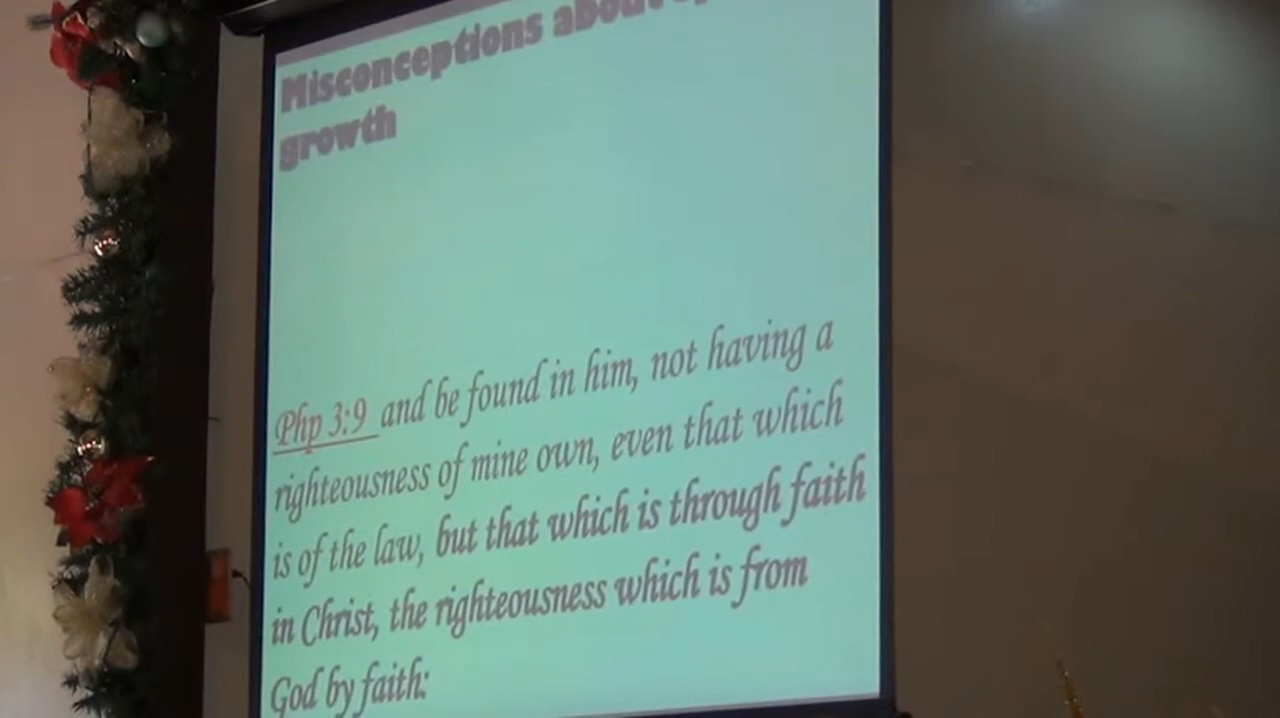 Misconceptions about
growth
Php 3:9 and be found in him, not having a
righteousness of mine own, even that which
is of the law, but that which is through faith
in Christ, the righteousness which is from
God by faith: